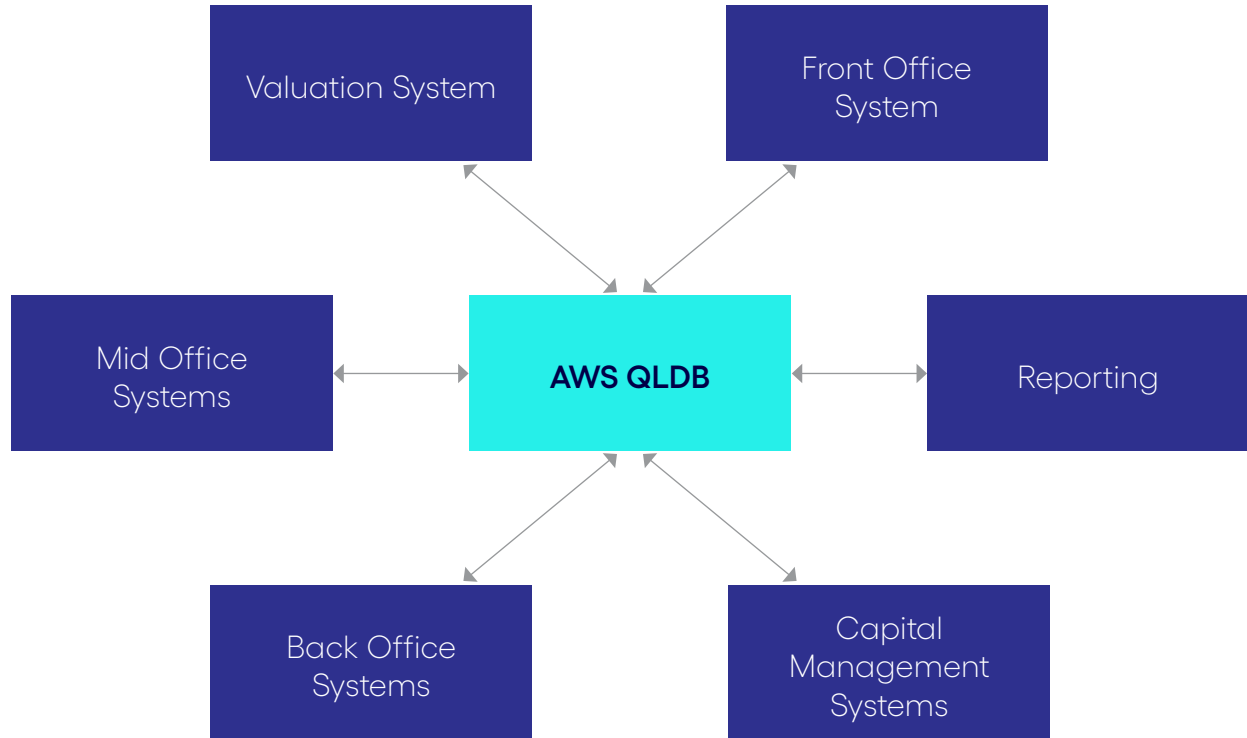 Valuation System
Front Office
System
Mid Office
Systems
AWS QLDB
Reporting
Back Office
Systems
Capital
Management
Systems